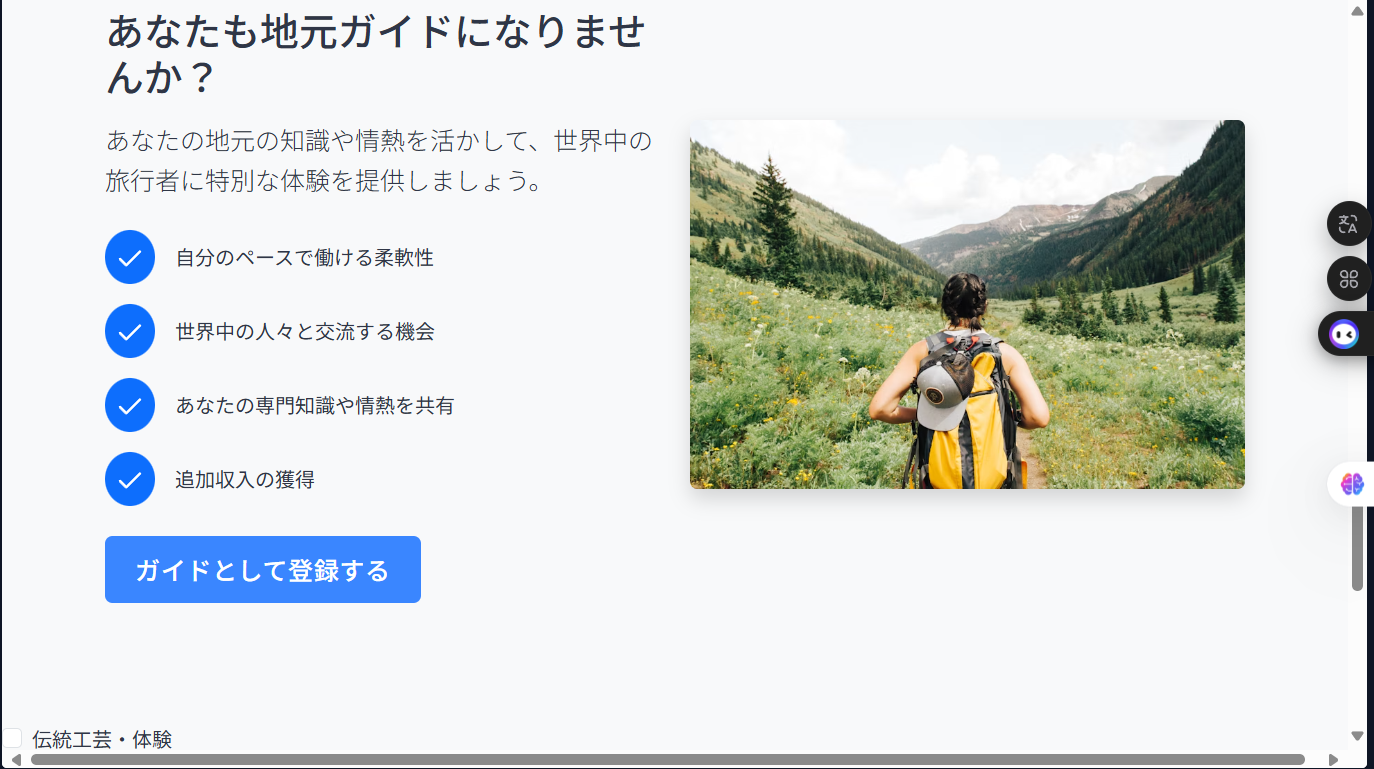 あなたも地元ガイドになりませ
んか？
あなたの地元の知識や情熱を活かして、世界中の
旅行者に特別な体験を提供しましょう。
自分のペースで働ける柔軟性
世界中の人々と交流する機会
あなたの専門知識や情熱を共有
追加収入の獲得
ガイドとして登録する
伝統工芸・体験